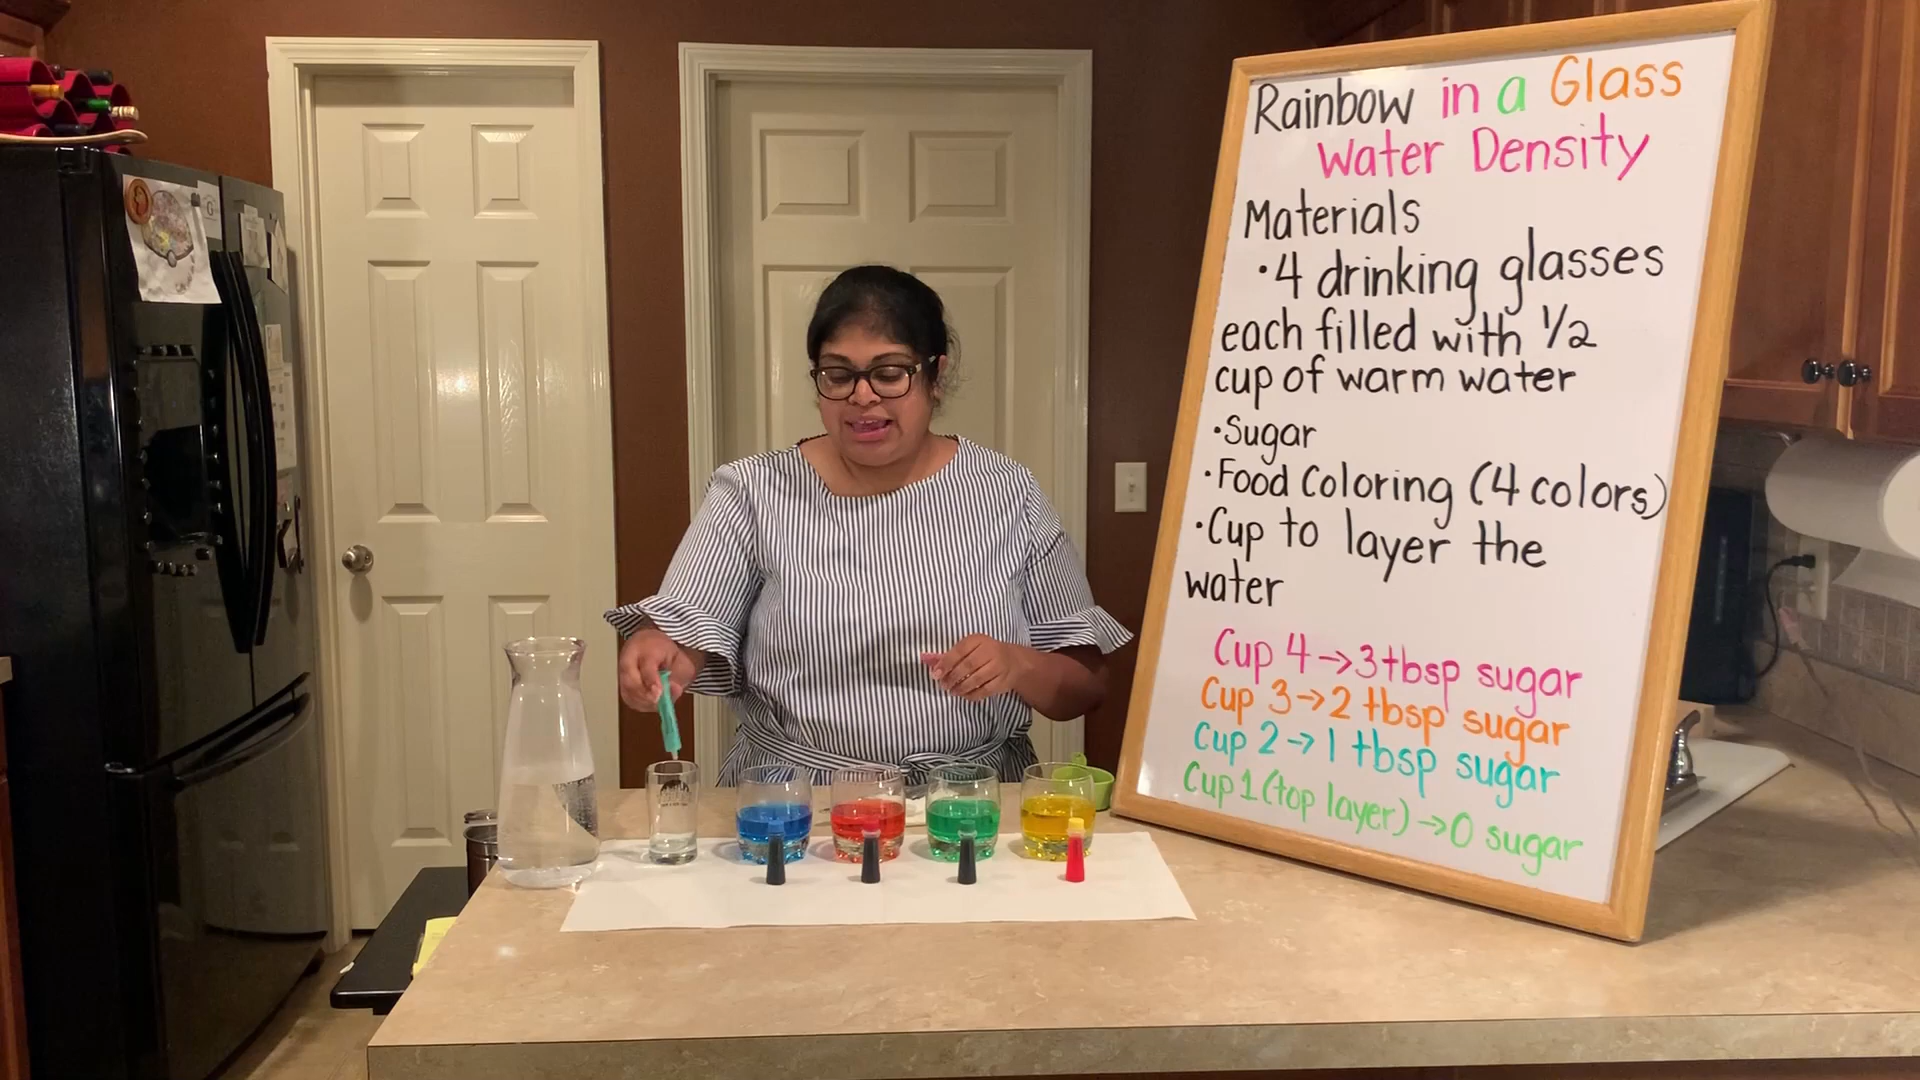 Rainbow in a Glass
Water Density
Materials
•4 drinking glasses
each filled with 1/2
cup of warm water
•Sugar
•Food Coloring (4 colors)
•Cup to layer the
water
Cup 4→3tbsp sugar
Cup 3→2 tbsp sugar
Cup 2→1 tbsp sugar
Cup 1 (top layer)→0 sugar